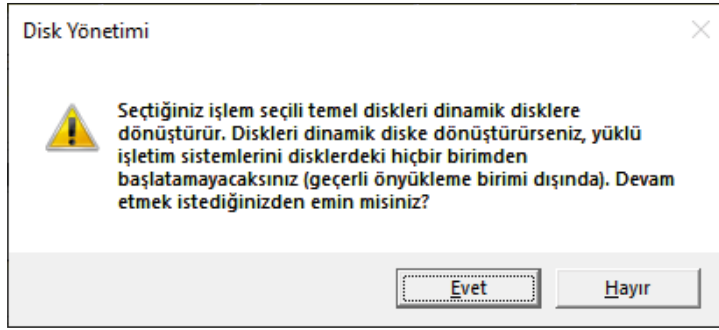 Disk Yönetimi
Seçtiğiniz işlem seçili temel diskleri dinamik disklere
dönüştürür. Diskleri dinamik diske dönüştürürseniz, yüklü
işletim sistemlerini disklerdeki hiçbir birimden
başlatamayacaksınız (geçerli önyükleme birimi dışında). Devam
etmek istediğinizden emin misiniz?
Evet
Hayır